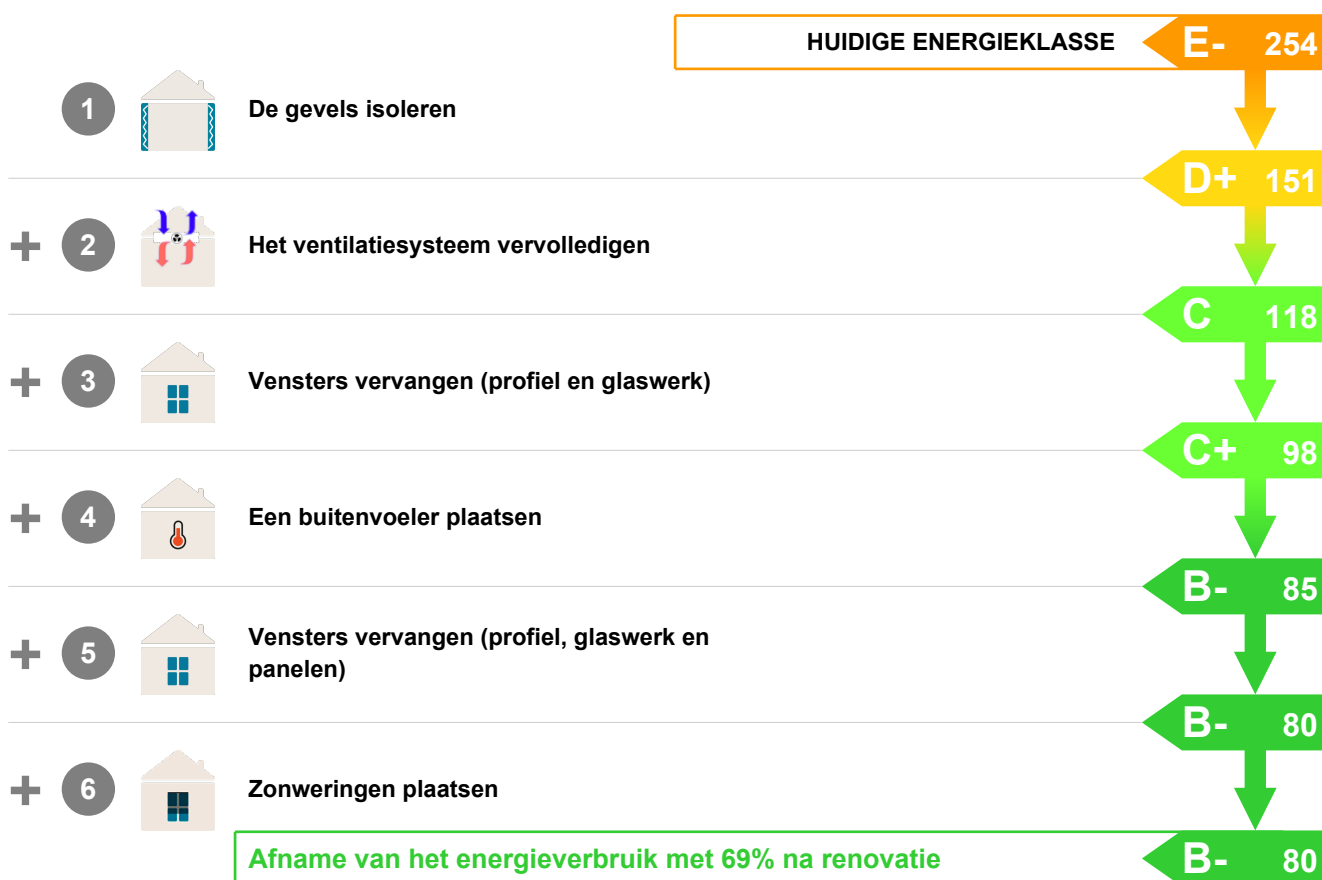 HUIDIGE ENERGIEKLASSE E- 254
1 De gevels isoleren
D+ 151
+ 2 Het ventilatiesysteem vervolledigen
C 118
+ 3 Vensters vervangen (profiel en glaswerk)
C+ 98
+ 4 Een buitenvoeler plaatsen
B- 85
+ 5 Vensters vervangen (profiel, glaswerk en
panelen)
B- 80
+ 6 Zonweringen plaatsen
Afname van het energieverbruik met 69% na renovatie B- 80